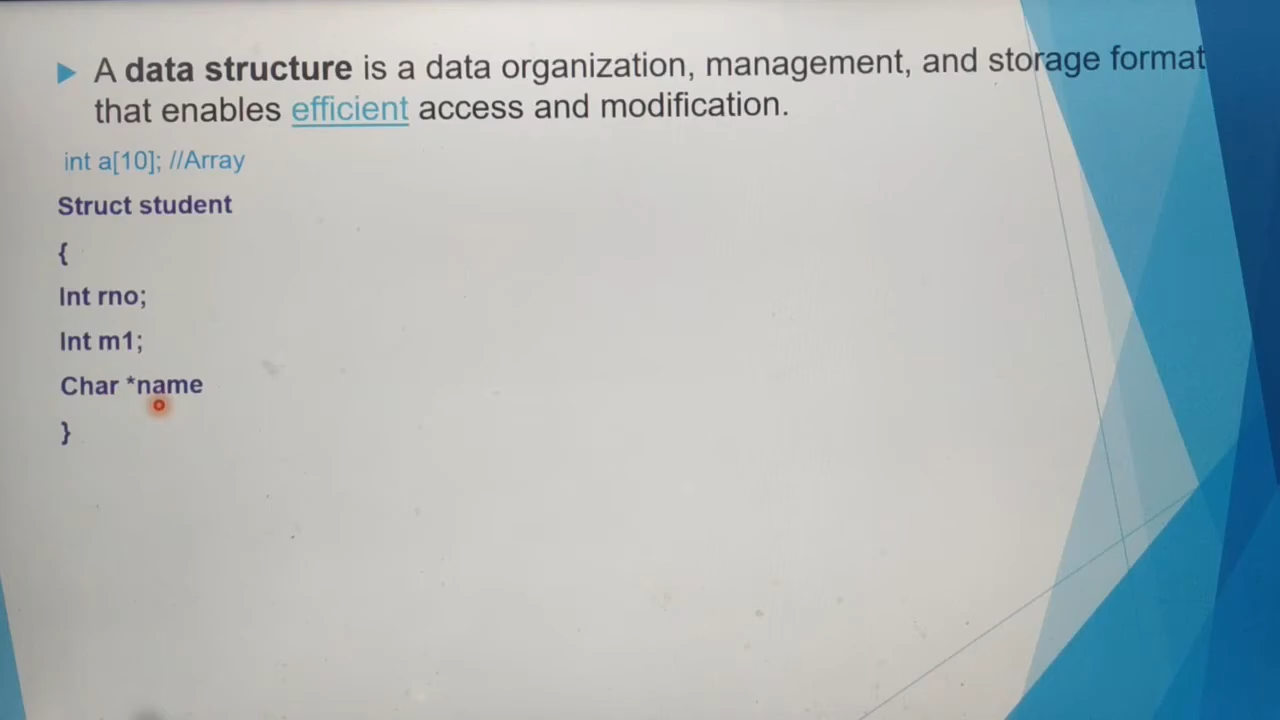 A data structure is a data organization, management, and storage format
that enables efficient access and modification.
int a[10]; //Array
Struct student
{
Int rno;
Int m1;
Char *name
}